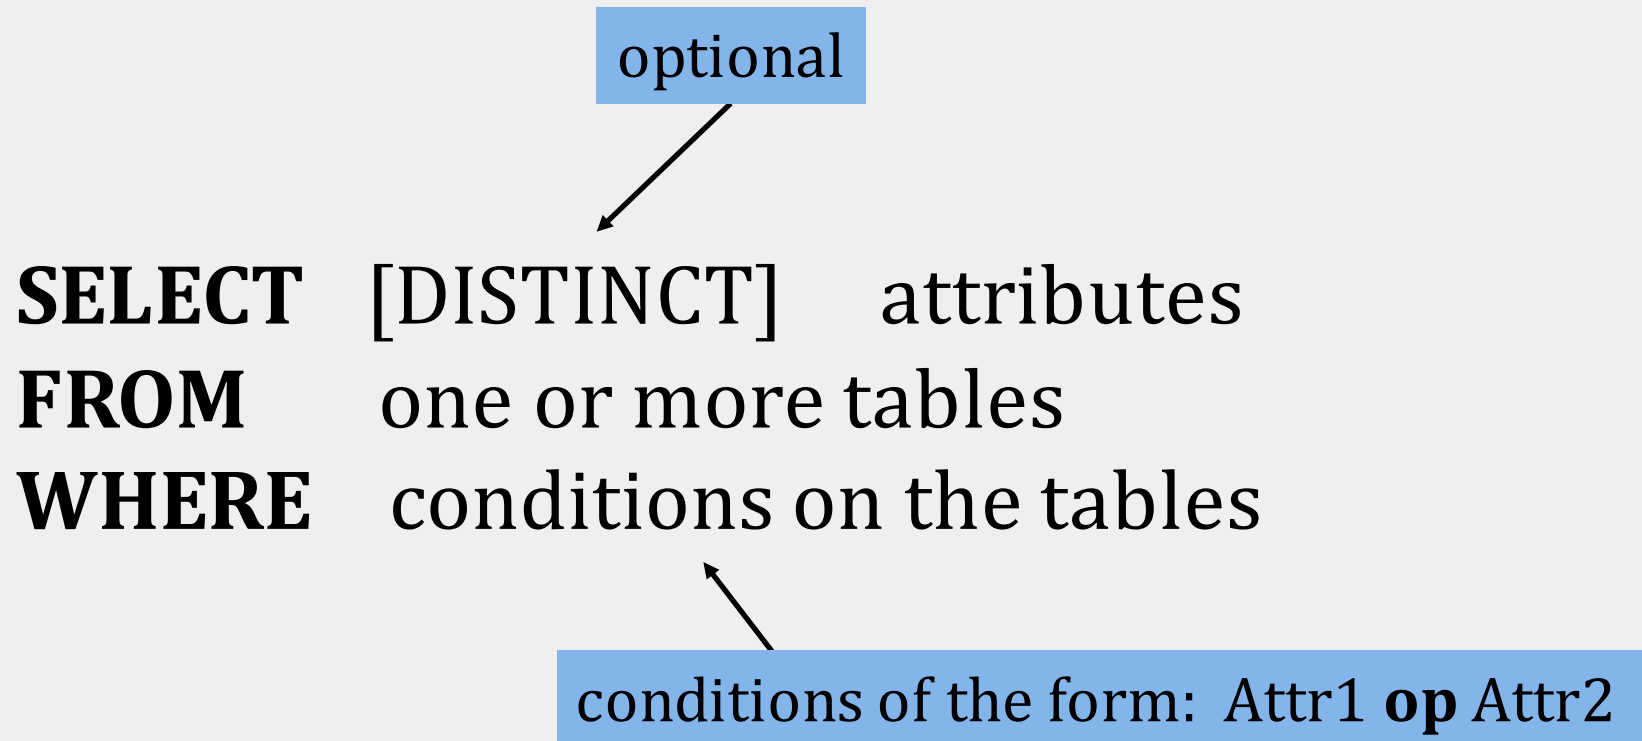 optional
SELECT [DISTINCT] attributes
FROM one or more tables
WHERE conditions on the tables
conditions of the form: Attr1 op Attr2